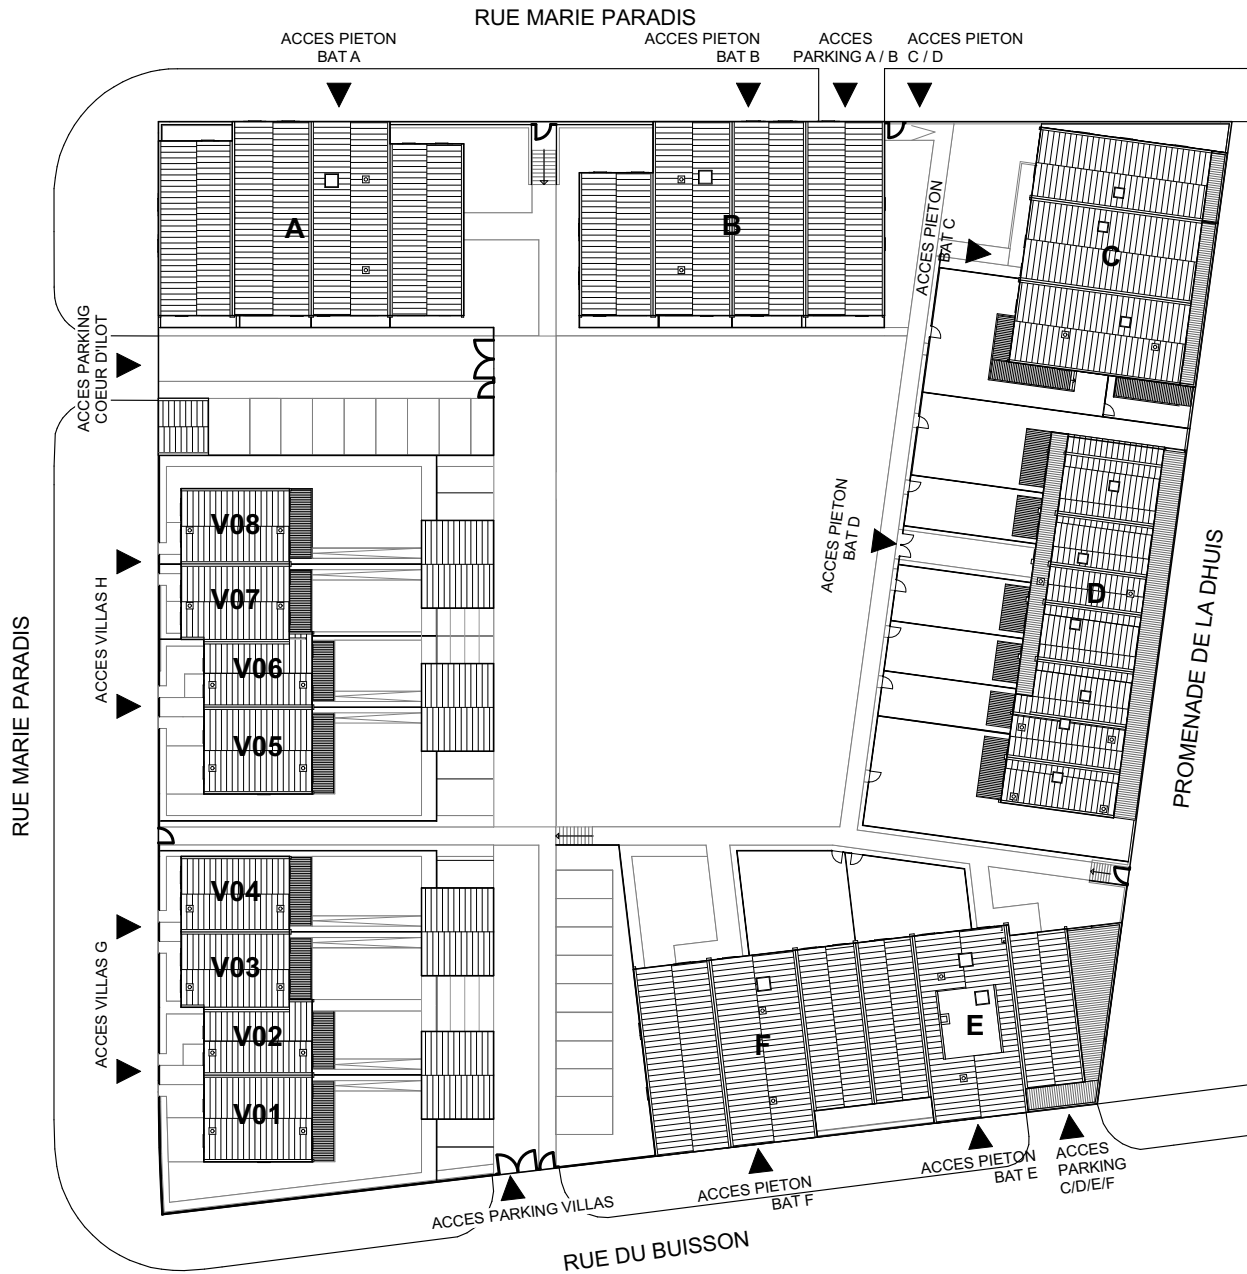 RUE MARIE PARADIS
ACCES PIETON
BAT A
ACCES PIETON
BAT B
ACCES
PARKING A / B
ACCES PIETON
C / D
A
B
ACCES PIETON
BAT C
C
ACCES PARKING
COEUR D'ILOT
V08
V07
V06
V05
ACCES VILLAS H
ACCES PIETON
BAT D
D
PROMENADE DE LA DHUIS
RUE MARIE PARADIS
V04
V03
V02
V01
ACCES VILLAS G
F
E
ACCES PARKING VILLAS
ACCES PIETON
BAT F
ACCES PIETON
BAT E
ACCES
PARKING
C/D/E/F
RUE DU BUISSON